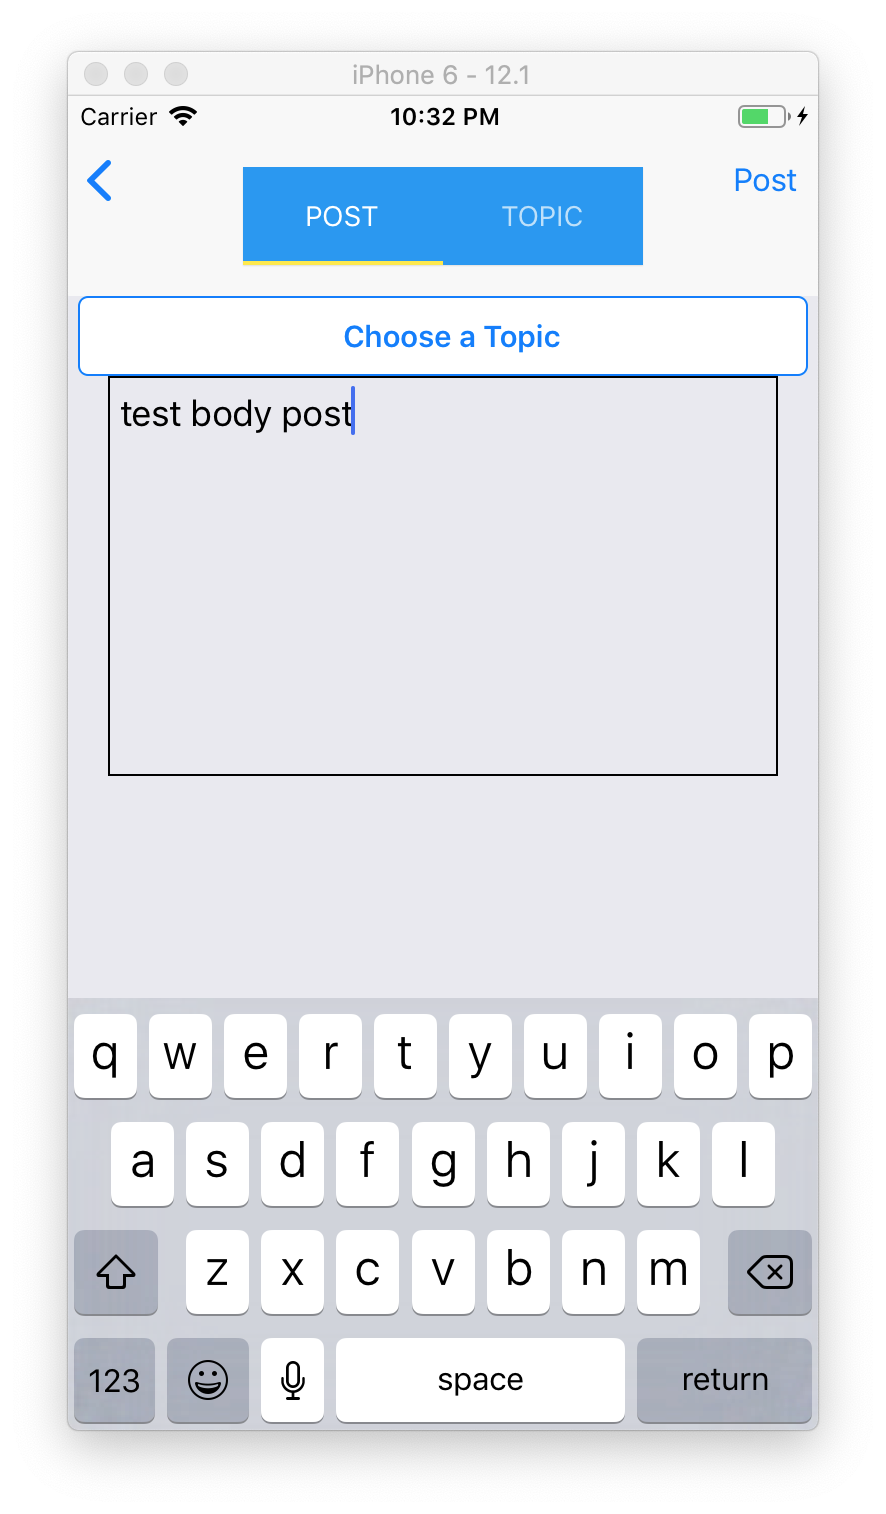 iPhone 6 - 12.1
Carrier 10:32 PM
Post
POST TOPIC
Choose a Topic
test body post
q w e r t y u i o p
a s d f g h j k l
z x c v b n m
123 space return